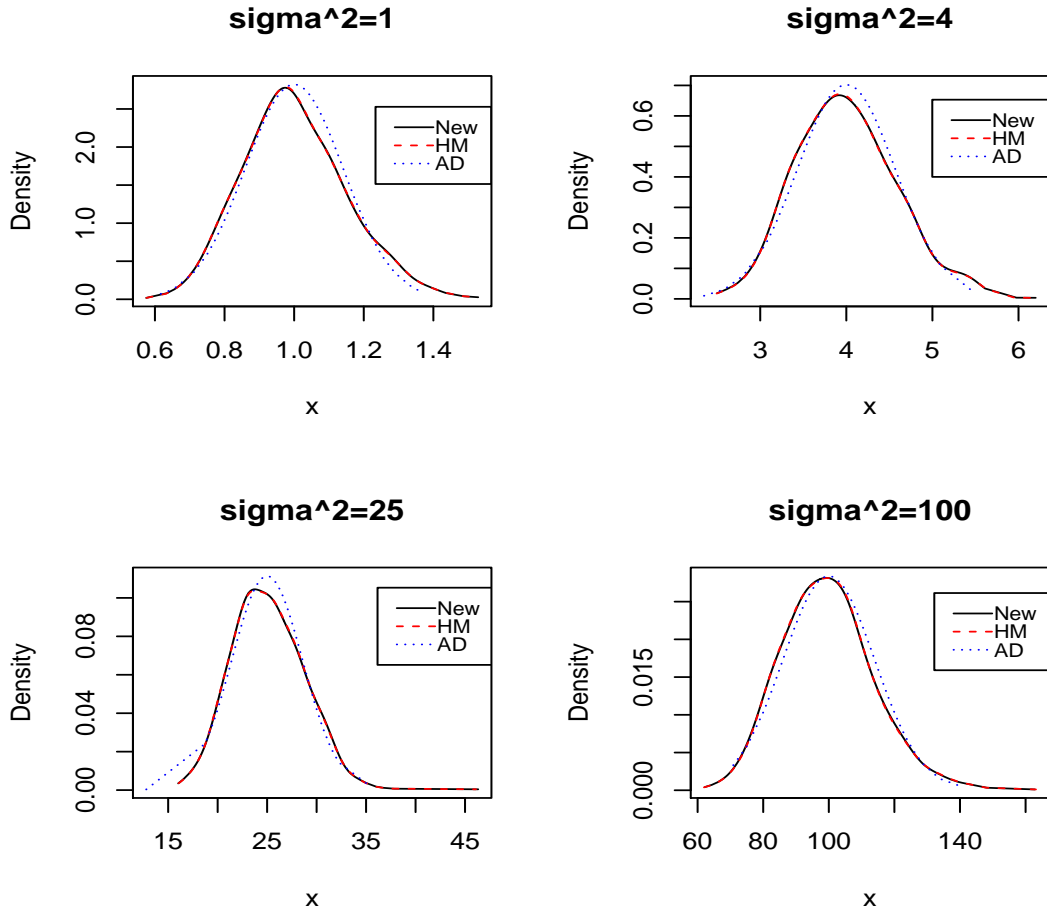 sigma^2=1
Density
0.0 1.0 2.0
New
HM
AD
0.6 0.8 1.0 1.2 1.4
x
sigma^2=4
Density
0.0 0.2 0.4 0.6
New
HM
AD
3 4 5 6
x
sigma^2=25
Density
0.00 0.04 0.08
New
HM
AD
15 25 35 45
x
sigma^2=100
Density
0.000 0.015
New
HM
AD
60 80 100 140
x